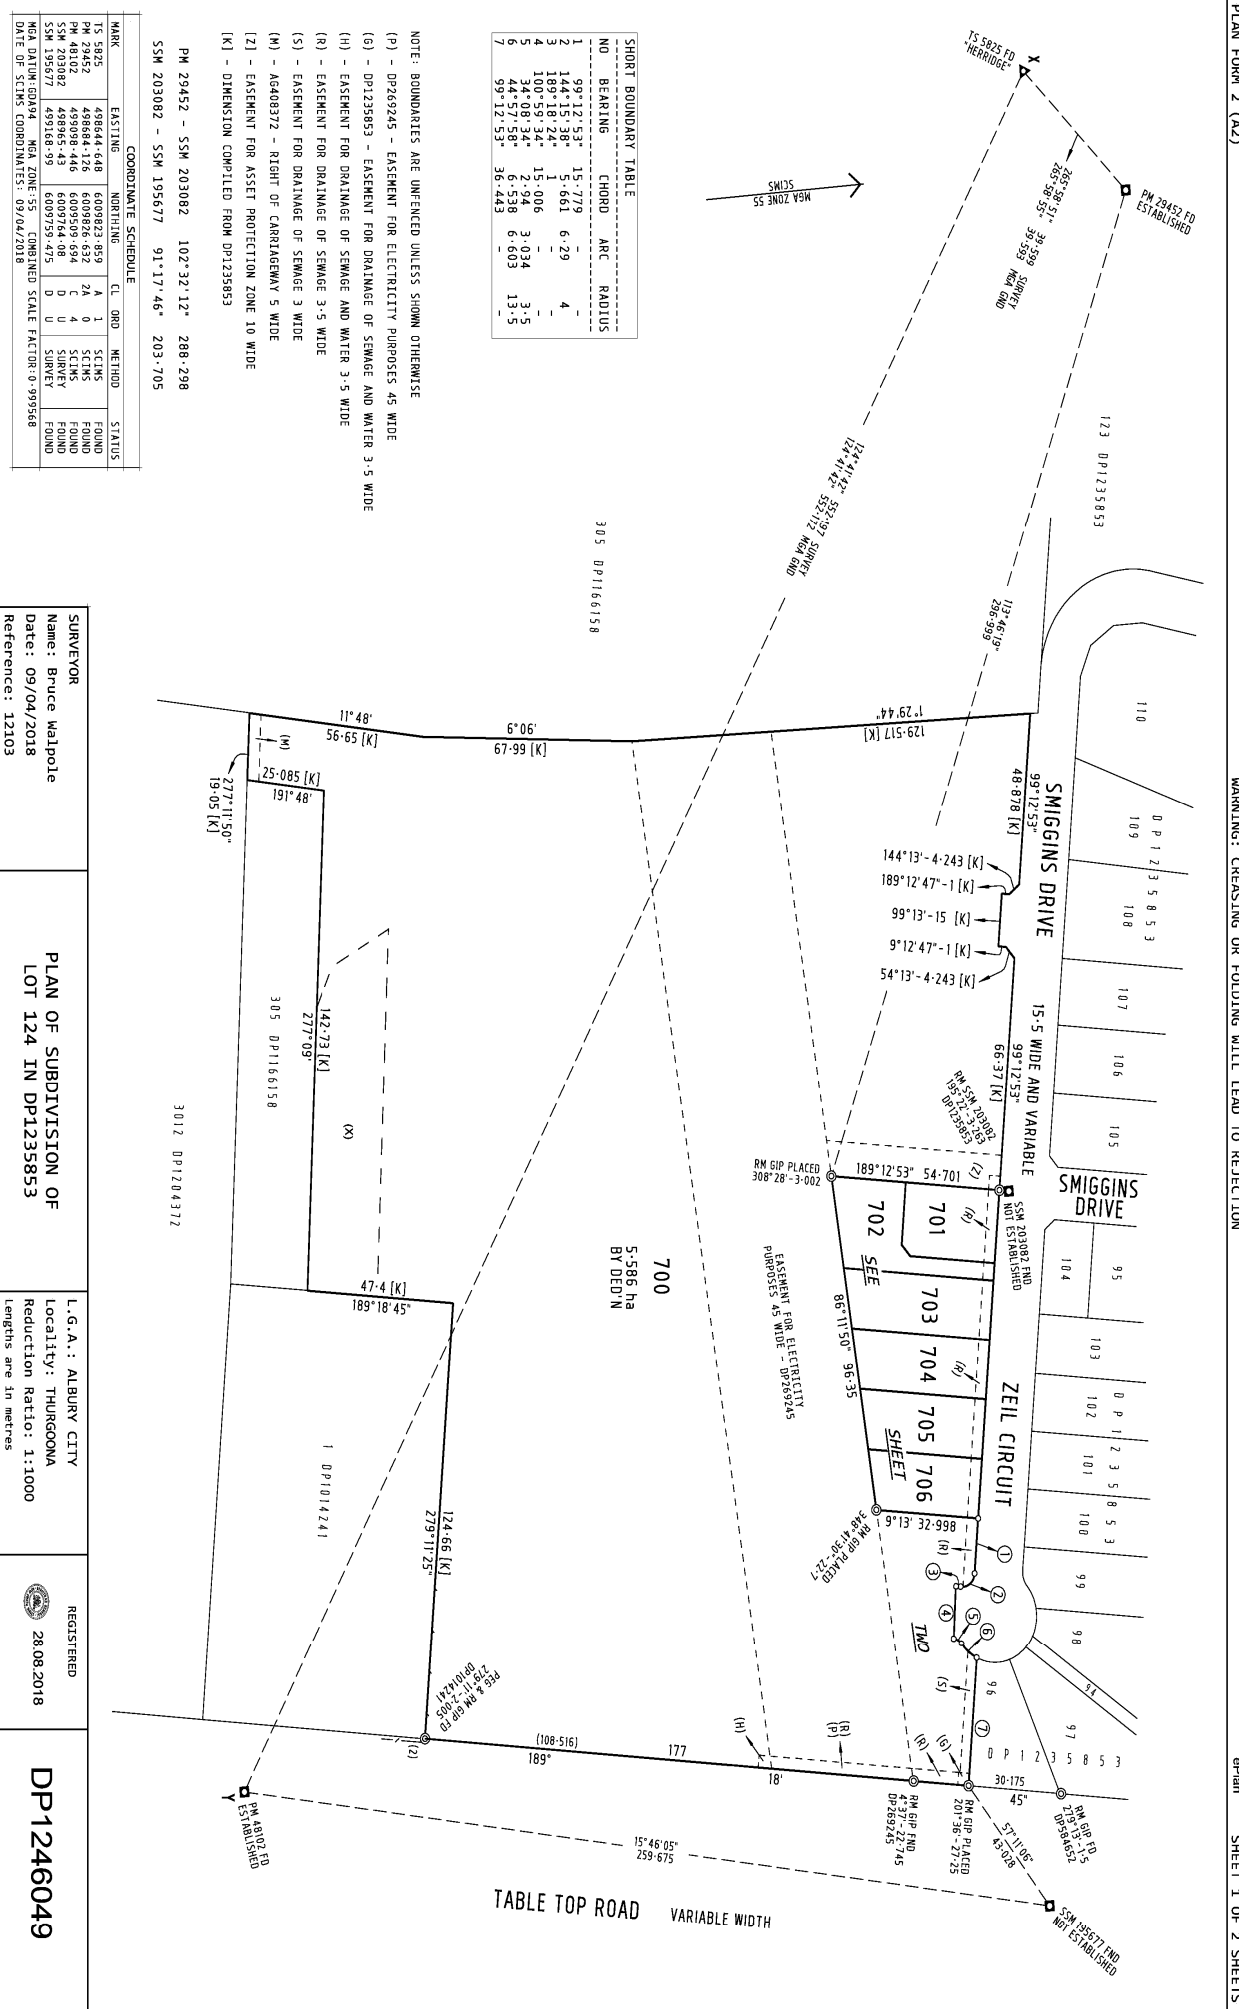 PLAN FORM 2 (A2)
WARNING: CREASING OR FOLDING WILL LEAD TO REJECTION
ePlan
SHEET 1 OF 2 SHEETS
TS 5825 FD
"HERRIDGE"
X
PM 29452 FD
ESTABLISHED
265°58'51" 39·599 SURVEY
265°58'55" 39·593 MGA GND
MGA ZONE 55
SCIMS
124°41'42" 552·197 SURVEY
124°41'42" 552·112 MGA GND
113°46'19"
296·999
123 DP1235853
305 DP1166158
SHORT BOUNDARY TABLE
NO BEARING CHORD ARC RADIUS
1 99°12'53" 15·779 - -
2 144°15'38" 5·661 6·29 4
3 189°18'24" 1 - -
4 100°59'34" 15·006 - -
5 34°08'34" 2·94 3·034 3·5
6 44°57'58" 6·538 6·603 13·5
7 99°12'53" 36·443 - -
NOTE: BOUNDARIES ARE UNFENCED UNLESS SHOWN OTHERWISE
(P) - DP269245 - EASEMENT FOR ELECTRICITY PURPOSES 45 WIDE
(G) - DP1235853 - EASEMENT FOR DRAINAGE OF SEWAGE AND WATER 3·5 WIDE
(H) - EASEMENT FOR DRAINAGE OF SEWAGE AND WATER 3·5 WIDE
(R) - EASEMENT FOR DRAINAGE OF SEWAGE 3·5 WIDE
(S) - EASEMENT FOR DRAINAGE OF SEWAGE 3 WIDE
(M) - AG408372 - RIGHT OF CARRIAGEWAY 5 WIDE
[Z] - EASEMENT FOR ASSET PROTECTION ZONE 10 WIDE
[K] - DIMENSION COMPILED FROM DP1235853
PM 29452 - SSM 203082 102°32'12" 288·298
SSM 203082 - SSM 195677 91°17'46" 203·705
COORDINATE SCHEDULE
MARK EASTING NORTHING CL ORD METHOD STATUS
TS 5825 498644·648 6009823·859 A 1 SCIMS FOUND
PM 29452 498684·126 6009826·632 2A 0 SCIMS FOUND
PM 48102 499098·446 6009509·694 C 4 SCIMS FOUND
SSM 203082 498965·43 6009764·08 D U SURVEY FOUND
SSM 195677 499168·99 6009759·475 D U SURVEY FOUND
MGA DATUM:GDA94 MGA ZONE:55 COMBINED SCALE FACTOR:0·999568
DATE OF SCIMS COORDINATES: 09/04/2018
110
DP1235853
109
108
107
106
105
SMIGGINS DRIVE
15·5 WIDE AND VARIABLE
SMIGGINS
DRIVE
104
95
103
DP1235853
102
101
100
99
98
94
97
96
DP1235853
ZEIL CIRCUIT
1°29'44"
129·517 [K]
6°06'
67·99 [K]
11°48'
56·65 [K]
(M)
25·085 [K]
191°48'
277°11'50"
19·05 [K]
99°12'53"
48·878 [K]
144°13'-4·243 [K]
189°12'47"-1 [K]
99°13'-15 [K]
9°12'47"-1 [K]
54°13'-4·243 [K]
99°12'53"
66·37 [K]
RM SSM 203082
195°22'-3·263
DP1235853
SSM 203082 FND
NOT ESTABLISHED
RM GIP PLACED
308°28'-3·002
189°12'53" 54·701
(Z)
(R)
701
702
703
704
(R)
705
706
SEE
SHEET
TWO
86°11'50" 96·35
9°13' 32·998
RM GIP PLACED
348°41'30"-22·7
(R)
1
2
3
4
5
6
7
(S)
(G)
(R)
(R)
(P)
(H)
EASEMENT FOR ELECTRICITY
PURPOSES 45 WIDE - DP269245
700
5·586 ha
BY DED'N
142·73 [K]
277°09'
(X)
305 DP1166158
3012 DP1204372
47·4 [K]
189°18'45"
1 DP1014241
124·66 [K]
279°11'25"
PEG & RM GIP FD
279°11'-2·005
DP1014241
(2)
(108·516)
189°
177
18'
45"
30·175
RM GIP FND
4°37'-22·745
DP269245
RM GIP PLACED
201°36'-27·25
RM GIP FD
279°13'-1·5
DP584652
57°11'06"
43·028
SSM 195677 FND
NOT ESTABLISHED
15°46'05"
259·675
Y
PM 48102 FD
ESTABLISHED
TABLE TOP ROAD VARIABLE WIDTH
SURVEYOR
Name: Bruce Walpole
Date: 09/04/2018
Reference: 12103
PLAN OF SUBDIVISION OF
LOT 124 IN DP1235853
L.G.A.: ALBURY CITY
Locality: THURGOONA
Reduction Ratio: 1:1000
Lengths are in metres
REGISTERED
28.08.2018
DP1246049